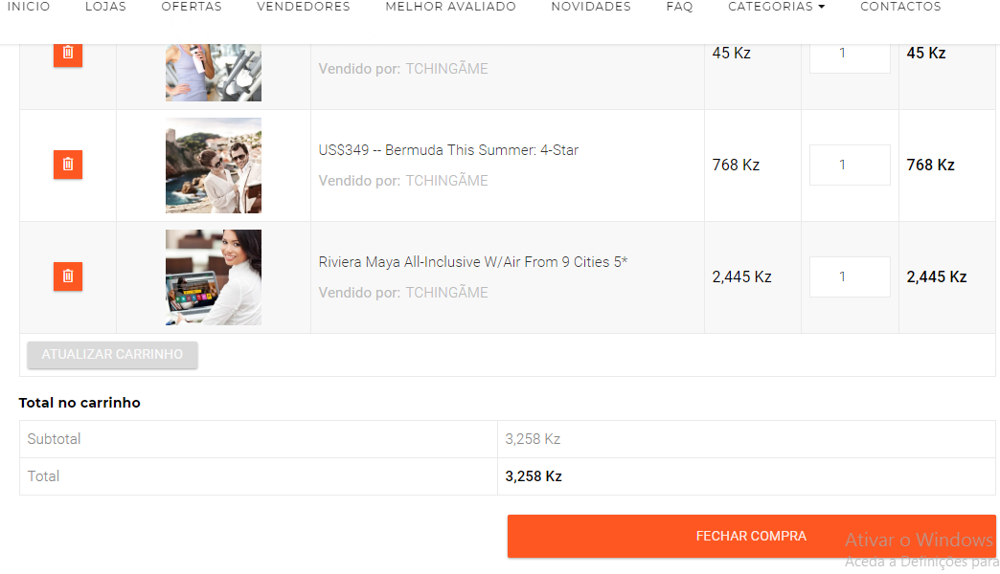 INICIO LOJAS OFERTAS VENDEDORES MELHOR AVALIADO NOVIDADES FAQ CATEGORIAS CONTACTOS
45 Kz 1 45 Kz
Vendido por: TCHINGÃME
US$349 -- Bermuda This Summer: 4-Star
768 Kz 1 768 Kz
Vendido por: TCHINGÃME
Riviera Maya All-Inclusive W/Air From 9 Cities 5*
2,445 Kz 1 2,445 Kz
Vendido por: TCHINGÃME
ATUALIZAR CARRINHO
Total no carrinho
Subtotal 3,258 Kz
Total 3,258 Kz
FECHAR COMPRA
Ativar o Windows
Aceda a Definições para